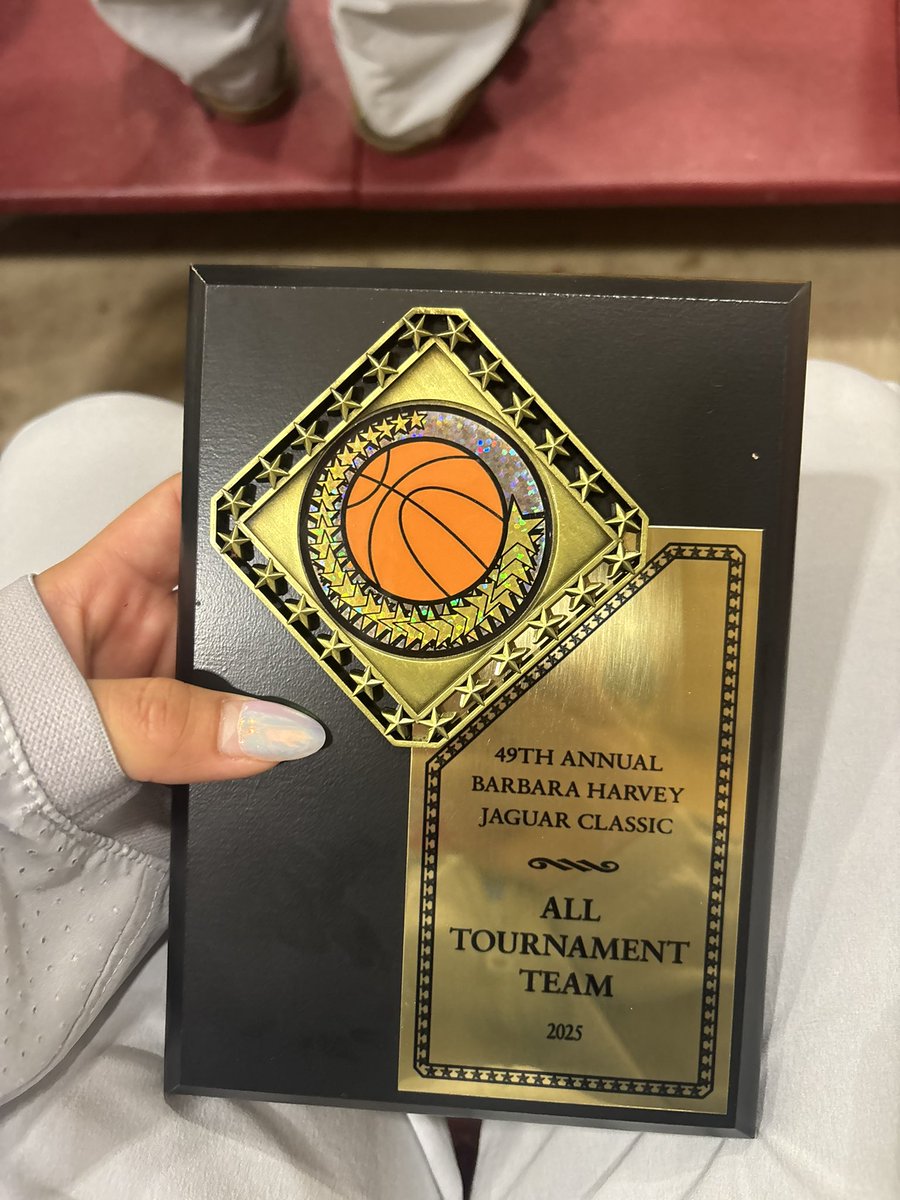 49TH ANNUAL
BARBARA HARVEY
JAGUAR CLASSIC
ALL
TOURNAMENT
TEAM
2025